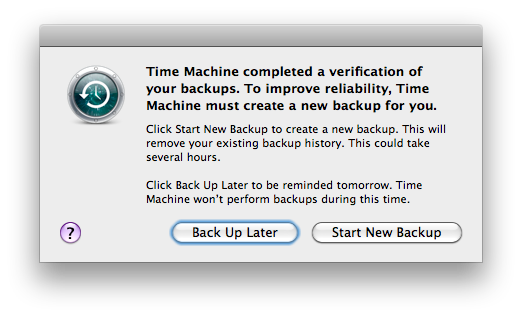 Time Machine completed a verification of
your backups. To improve reliability, Time
Machine must create a new backup for you.
Click Start New Backup to create a new backup. This will
remove your existing backup history. This could take
several hours.
Click Back Up Later to be reminded tomorrow. Time
Machine won't perform backups during this time.
?
Back Up Later
Start New Backup